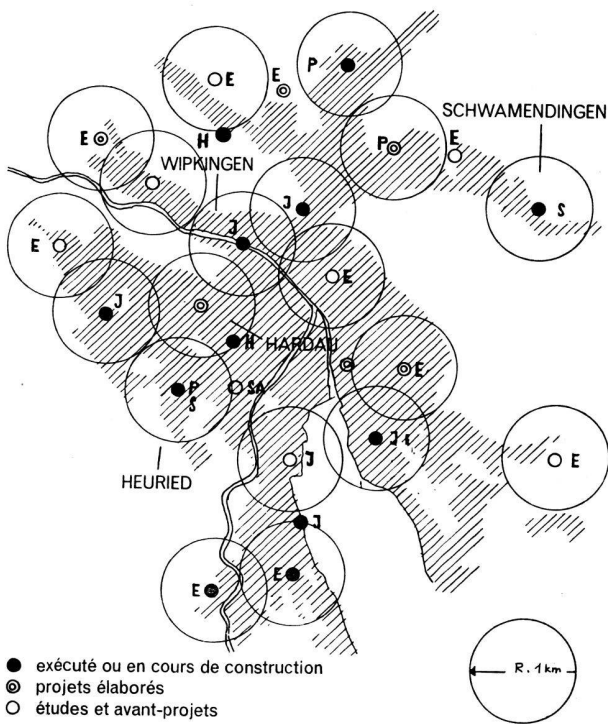 E
E
P
SCHWAMENDINGEN
E
H
P
E
WIPKINGEN
J
S
J
E
E
J
H
HARDAU
E
P
S
SA
J
J
E
HEURIED
J
E
E
● exécuté ou en cours de construction
◎ projets élaborés
○ études et avant-projets
R. 1 km